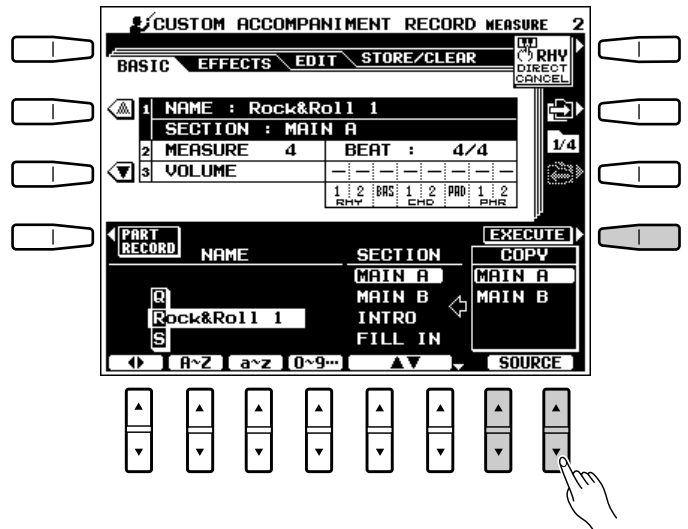 CUSTOM ACCOMPANIMENT RECORD MEASURE 2
BASIC EFFECTS EDIT STORE/CLEAR
RHY
DIRECT
CANCEL
1 NAME : Rock&Roll 1
SECTION : MAIN A
2 MEASURE 4 BEAT : 4/4
1/4
3 VOLUME – – – – – – – –
1 2 BAS 1 2 PAD 1 2
RHY CHD PHR
PART
RECORD
EXECUTE
NAME SECTION COPY
MAIN A MAIN A
Q MAIN B MAIN B
Rock&Roll 1 INTRO
S FILL IN
A~Z a~z 0~9··· ▲▼ SOURCE